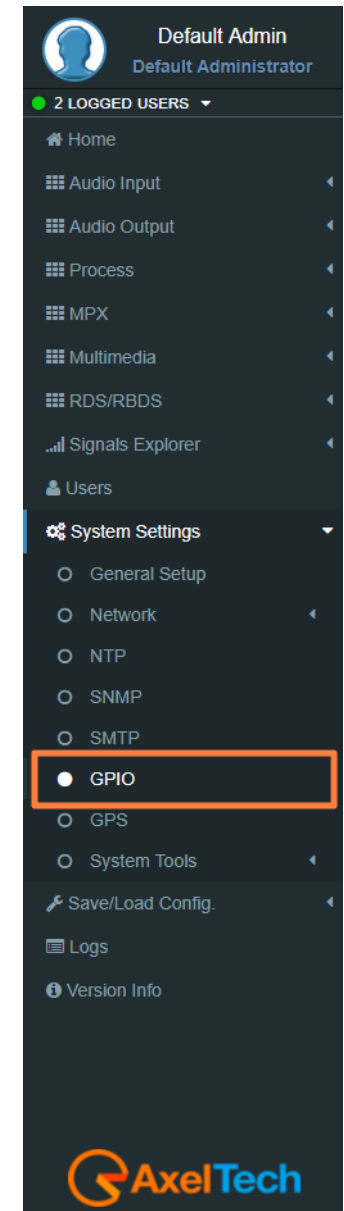 Default Admin
Default Administrator
2 LOGGED USERS
Home
Audio Input
Audio Output
Process
MPX
Multimedia
RDS/RBDS
Signals Explorer
Users
System Settings
General Setup
Network
NTP
SNMP
SMTP
GPIO
GPS
System Tools
Save/Load Config.
Logs
Version Info
AxelTech